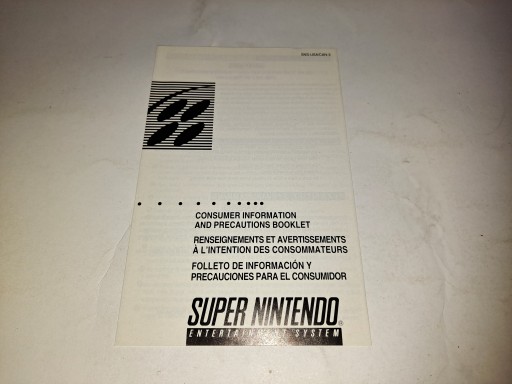 CONSUMER INFORMATION
AND PRECAUTIONS BOOKLET
RENSEIGNEMENTS ET AVERTISSEMENTS
À L'INTENTION DES CONSOMMATEURS
FOLLETO DE INFORMACIÓN Y
PRECAUCIONES PARA EL CONSUMIDOR
SUPER NINTENDO®
ENTERTAINMENT SYSTEM